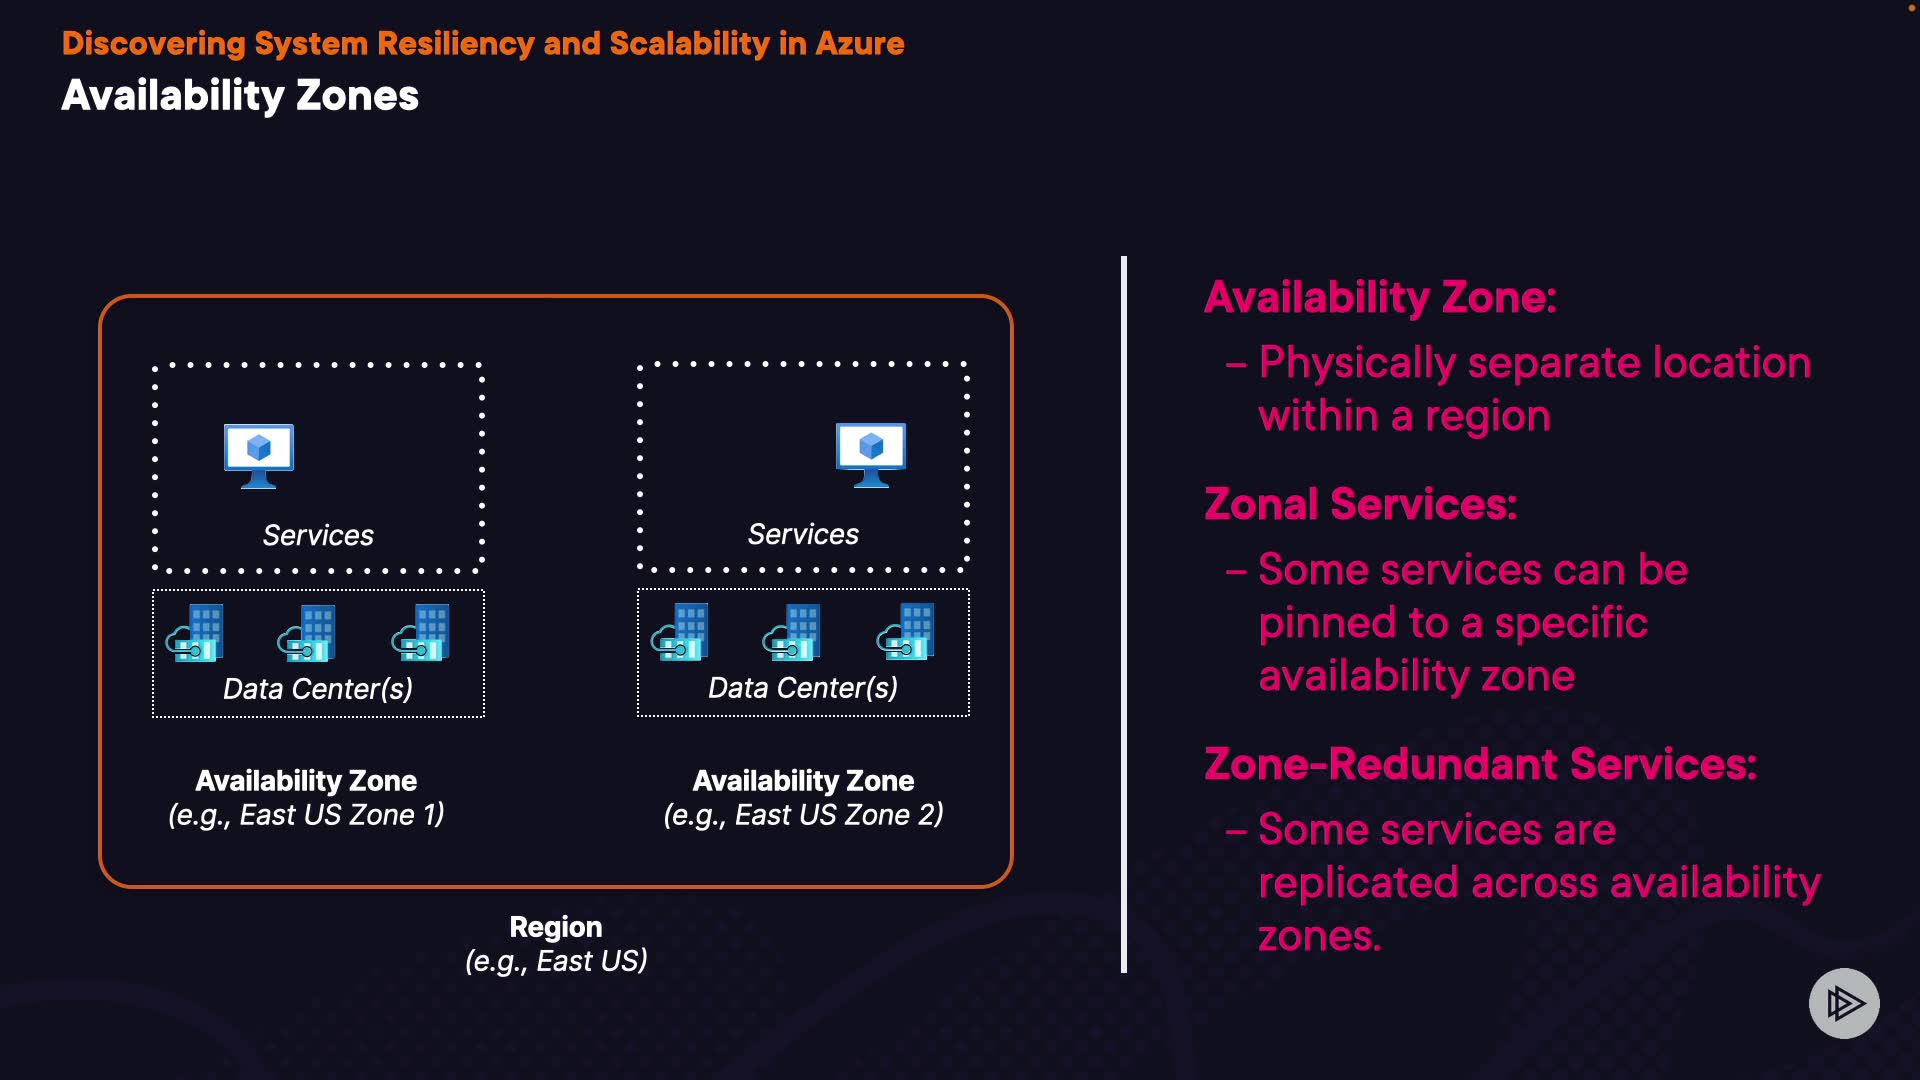 Discovering System Resiliency and Scalability in Azure
Availability Zones
Services
Data Center(s)
Availability Zone
(e.g., East US Zone 1)
Services
Data Center(s)
Availability Zone
(e.g., East US Zone 2)
Region
(e.g., East US)
Availability Zone:
– Physically separate location
within a region
Zonal Services:
– Some services can be
pinned to a specific
availability zone
Zone-Redundant Services:
– Some services are
replicated across availability
zones.